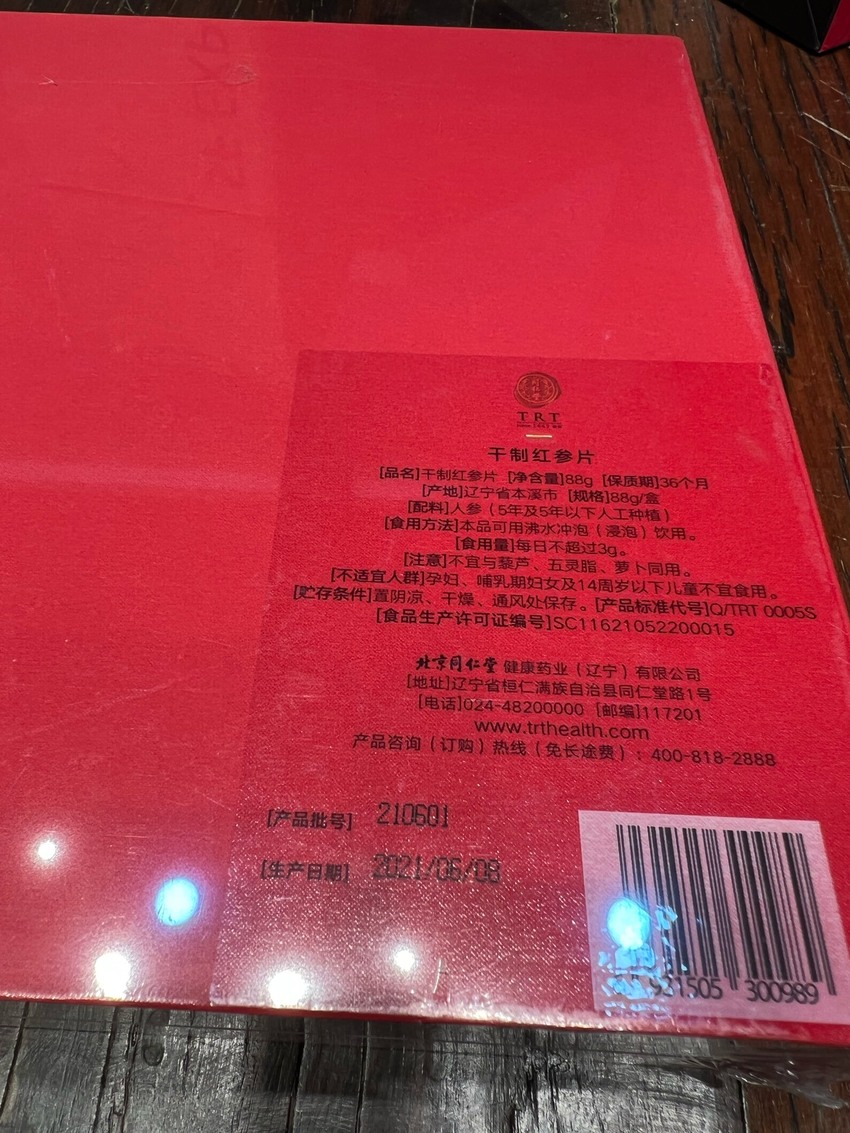 TRT
干制红参片
[品名]干制红参片 [净含量]88g [保质期]36个月
[产地]辽宁省本溪市 [规格]88g/盒
[配料]人参（5年及5年以下人工种植）
[食用方法]本品可用沸水冲泡（浸泡）饮用。
[食用量]每日不超过3g。
[注意]不宜与藜芦、五灵脂、萝卜同用。
[不适宜人群]孕妇、哺乳期妇女及14周岁以下儿童不宜食用。
[贮存条件]置阴凉、干燥、通风处保存。[产品标准代号]Q/TRT 0005S
[食品生产许可证编号]SC11621052200015
北京同仁堂 健康药业（辽宁）有限公司
[地址]辽宁省桓仁满族自治县同仁堂路1号
[电话]024-48200000 [邮编]117201
www.trthealth.com
产品咨询（订购）热线（免长途费）：400-818-2888
[产品批号] 210601
[生产日期] 2021/06/08
931505 300989